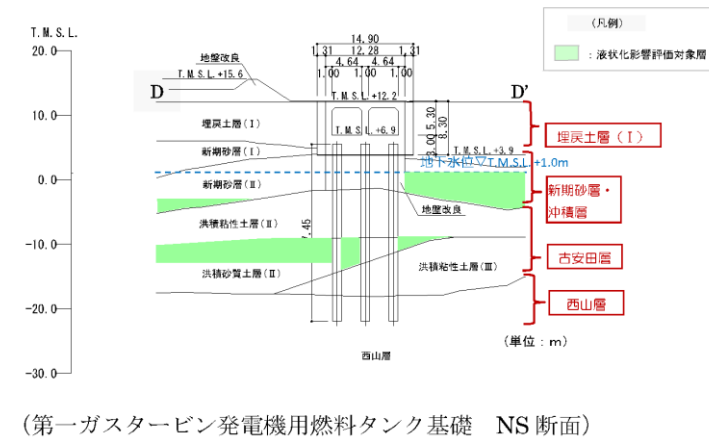 T.M.S.L.
20.0
10.0
0.0
-10.0
-20.0
-30.0
(凡例)
:液状化影響評価対象層
14.90
1.31 12.28 1.31
4.64 4.64
1.00 1.00 1.00
地盤改良
T.M.S.L.+15.6
D
D'
T.M.S.L.+12.2
埋戻土層(Ⅰ)
5.30
8.30
3.00
T.M.S.L.+6.9
埋戻土層(Ⅰ)
新期砂層(Ⅰ)
T.M.S.L.+3.9
地下水位▽T.M.S.L.+1.0m
新期砂層(Ⅱ)
新期砂層・
沖積層
地盤改良
洪積粘性土層(Ⅱ)
7.45
古安田層
洪積砂質土層(Ⅱ)
洪積粘性土層(Ⅲ)
西山層
(単位:m)
西山層
(第一ガスタービン発電機用燃料タンク基礎 NS断面)